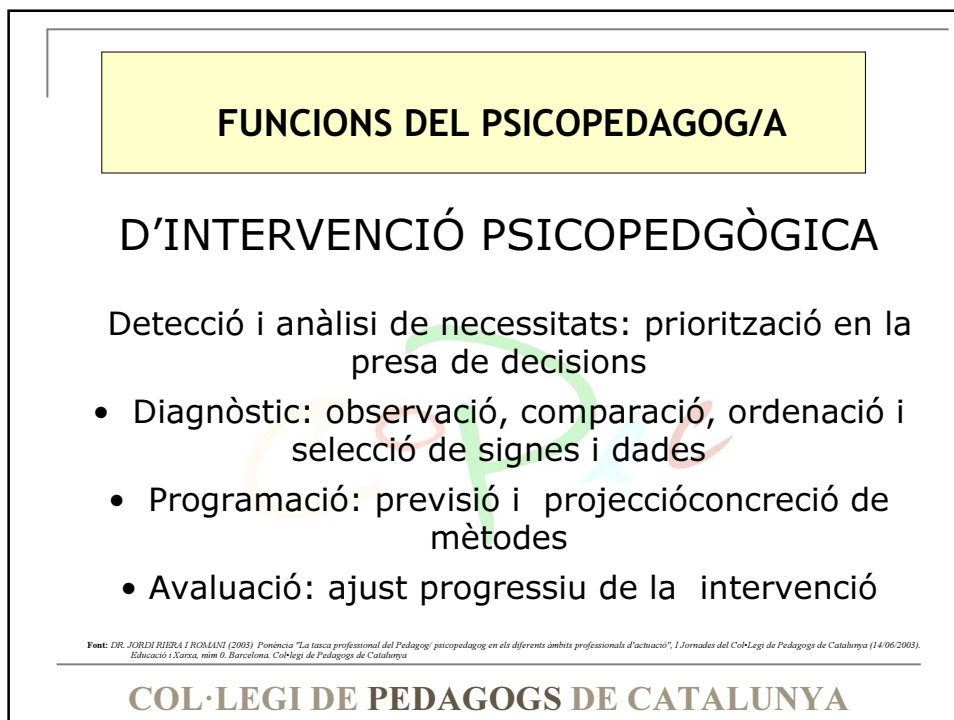 FUNCIONS DEL PSICOPEDAGOG/A
D’INTERVENCIÓ PSICOPEDGÒGICA
Detecció i anàlisi de necessitats: priorització en la
presa de decisions
• Diagnòstic: observació, comparació, ordenació i
selecció de signes i dades
• Programació: previsió i projeccióconcreció de
mètodes
• Avaluació: ajust progressiu de la intervenció
Font: DR. JORDI RIERA I ROMANI (2003) Ponència "La tasca professional del Pedagog/ psicopedagog en els diferents àmbits professionals d'actuació", I Jornades del Col•Legi de Pedagogs de Catalunya (14/06/2003).
Educació i Xarxa, núm 0. Barcelona. Col•legi de Pedagogs de Catalunya
COL·LEGI DE PEDAGOGS DE CATALUNYA
CoPec